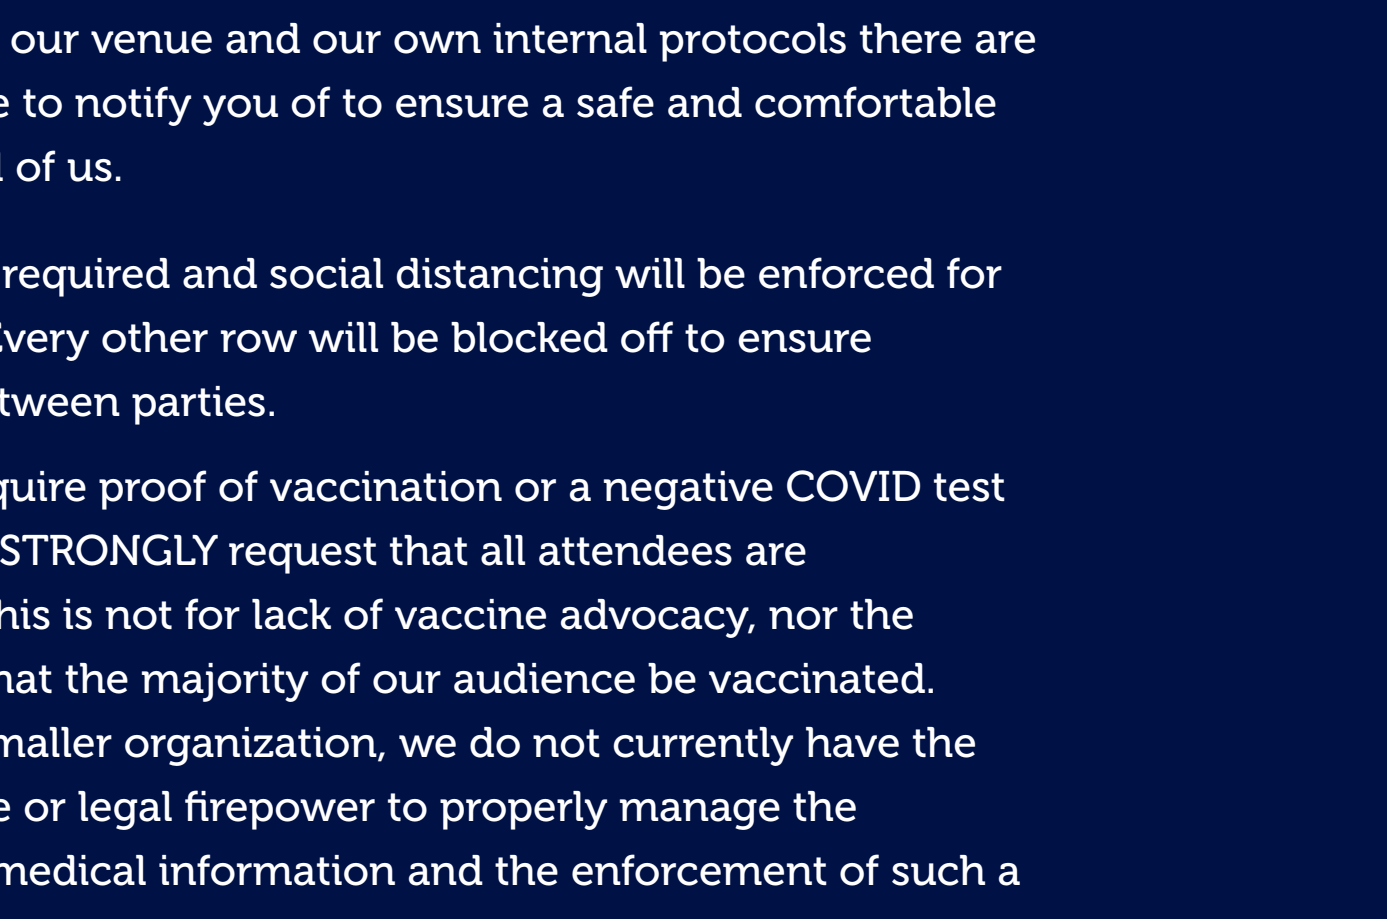 our venue and our own internal protocols there are
to notify you of to ensure a safe and comfortable
of us.
required and social distancing will be enforced for
Every other row will be blocked off to ensure
tween parties.
quire proof of vaccination or a negative COVID test
STRONGLY request that all attendees are
his is not for lack of vaccine advocacy, nor the
hat the majority of our audience be vaccinated.
maller organization, we do not currently have the
e or legal firepower to properly manage the
medical information and the enforcement of such a